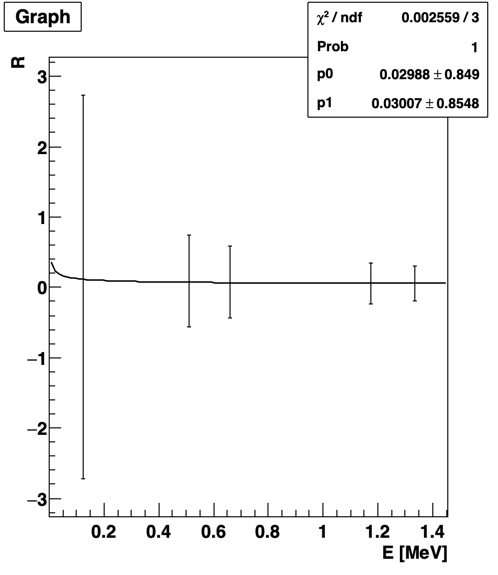 Graph
χ² / ndf 0.002559 / 3
Prob 1
p0 0.02988 ± 0.849
p1 0.03007 ± 0.8548
R
3
2
1
0
−1
−2
−3
0.2 0.4 0.6 0.8 1 1.2 1.4
E [MeV]